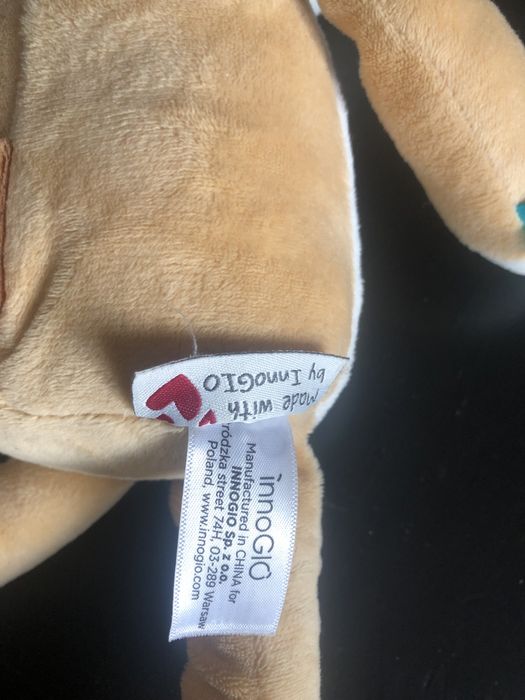 made with
by InnoGIO
innoGIO
Manufactured in CHINA for
INNOGIO Sp. z o.o.
ródzka street 74H, 03-289 Warsaw
Poland, www.innogio.com